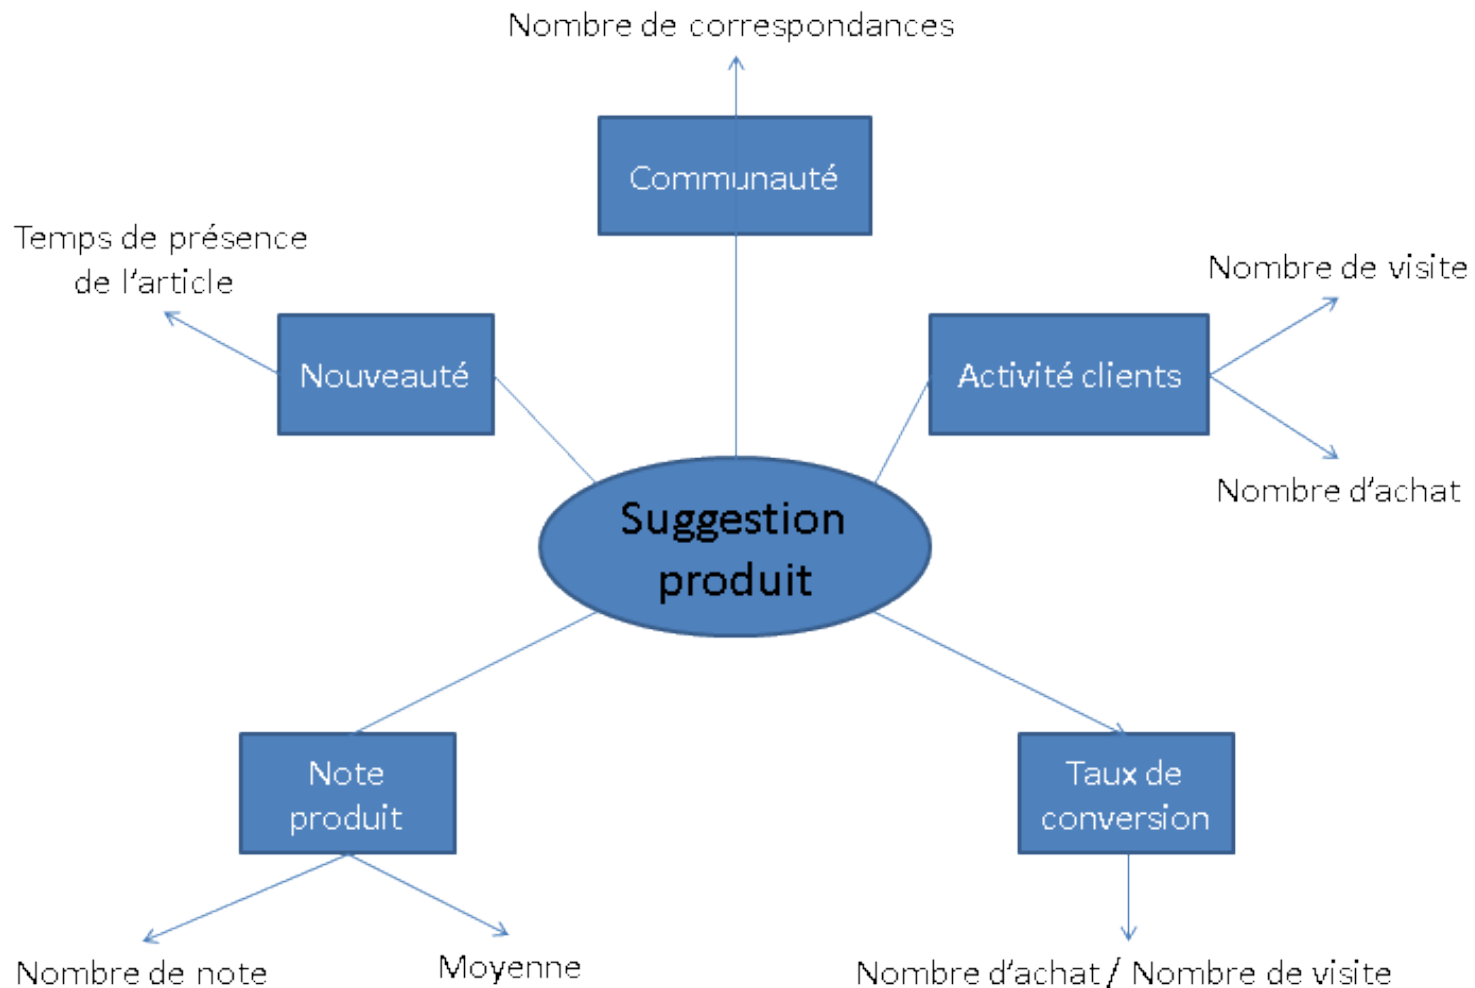 Nombre de correspondances
Communauté
Temps de présence
de l'article
Nombre de visite
Nouveauté
Activité clients
Nombre d'achat
Suggestion
produit
Note
produit
Taux de
conversion
Nombre de note
Moyenne
Nombre d'achat / Nombre de visite